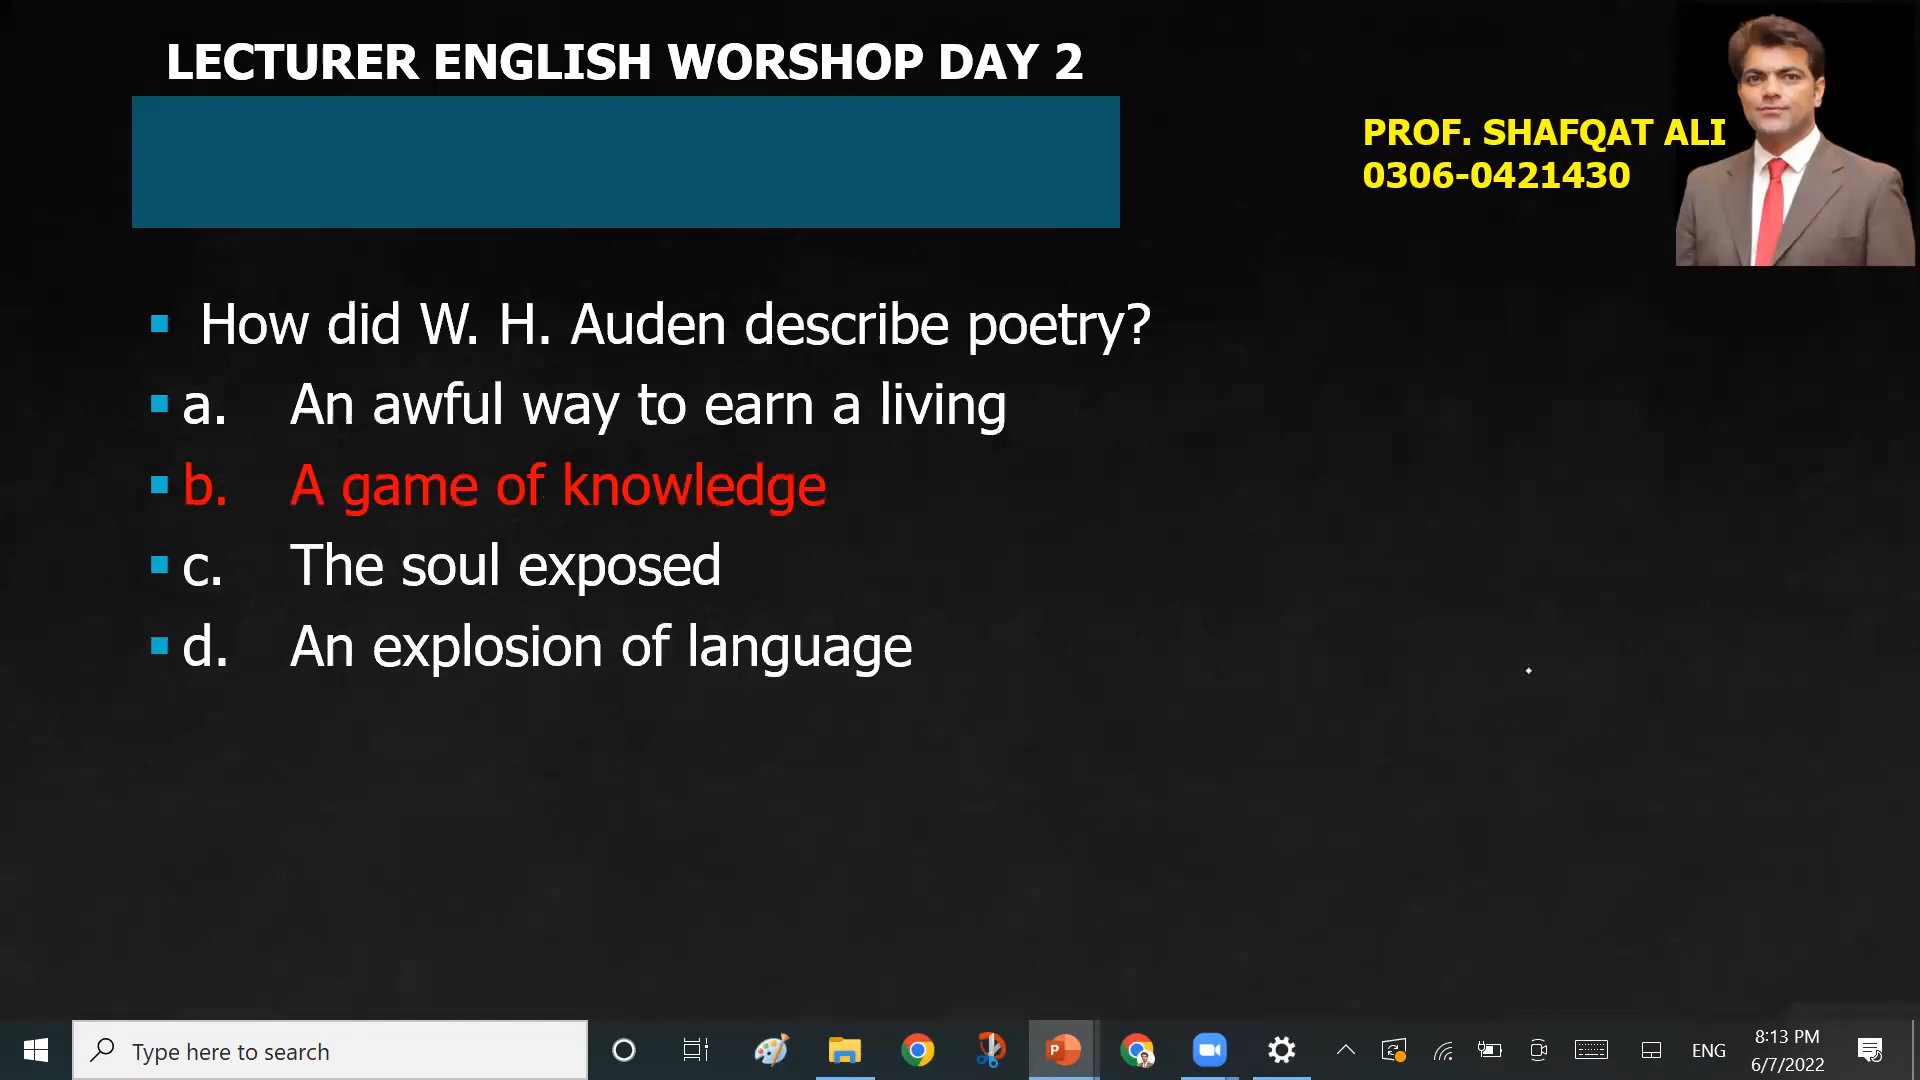 LECTURER ENGLISH WORSHOP DAY 2
PROF. SHAFQAT ALI
0306-0421430
How did W. H. Auden describe poetry?
a. An awful way to earn a living
b. A game of knowledge
c. The soul exposed
d. An explosion of language
Type here to search
ENG
8:13 PM
6/7/2022